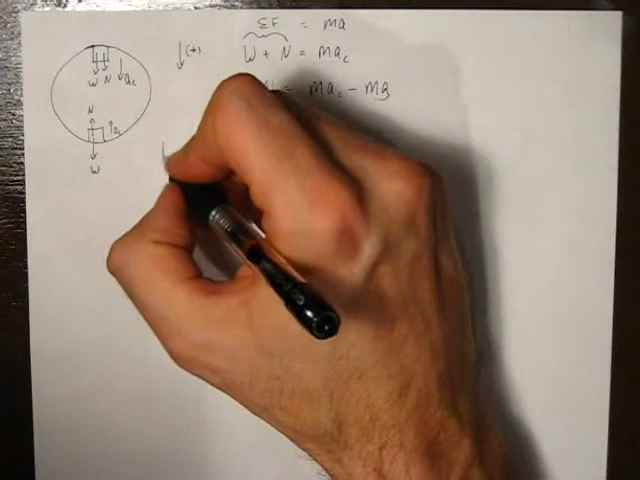 ΣF = ma
↓(+) W + N = mac
= mac - mg
W N ac
N
ac
W